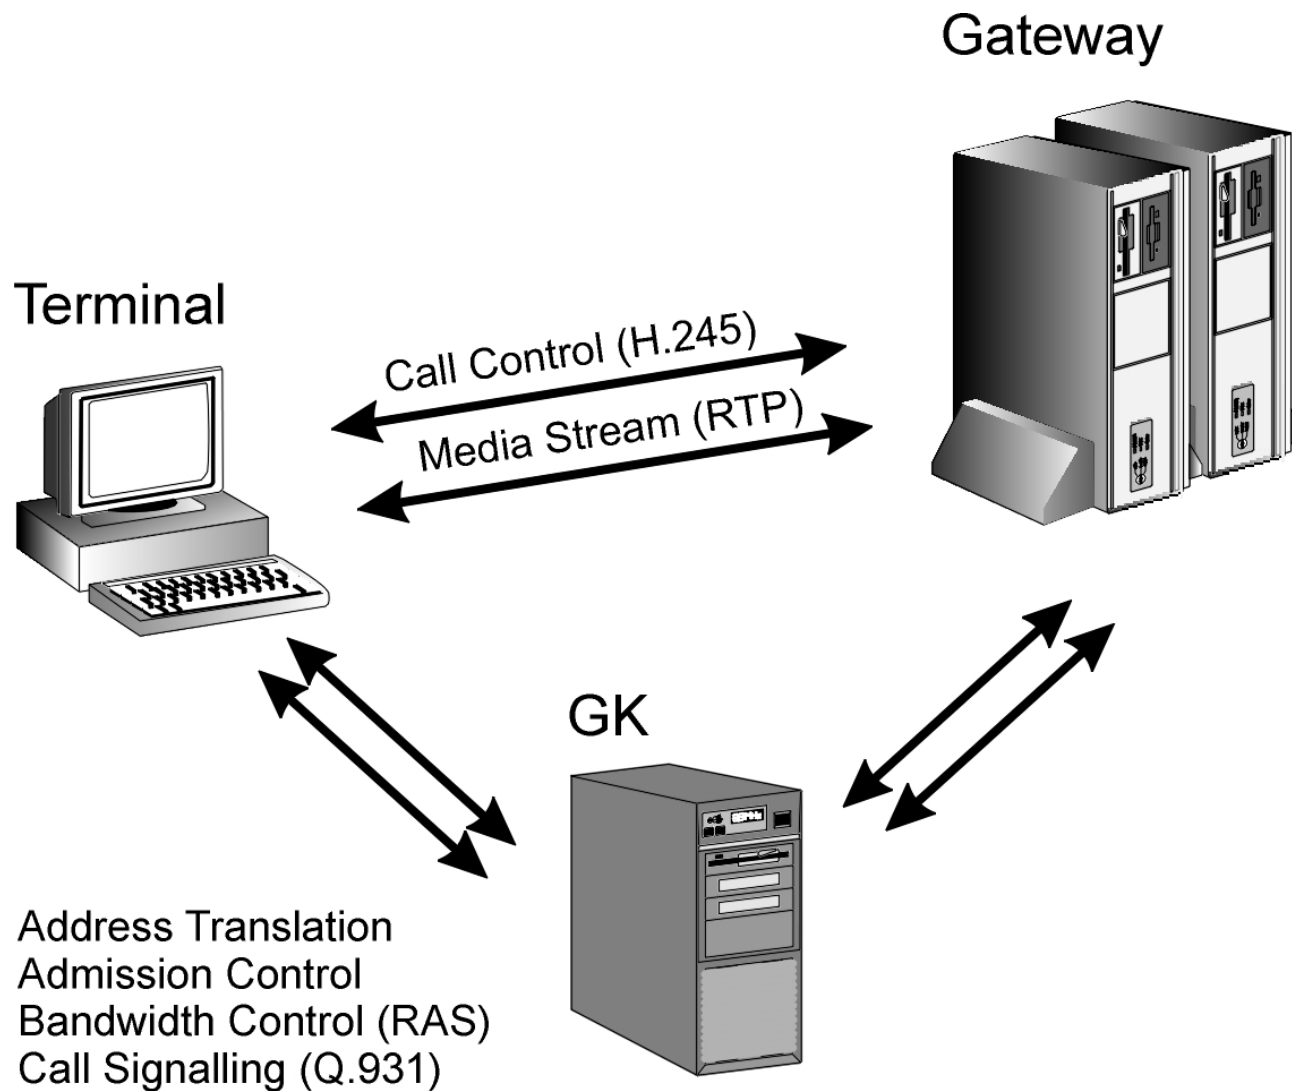 Gateway
Terminal
Call Control (H.245)
Media Stream (RTP)
GK
Address Translation
Admission Control
Bandwidth Control (RAS)
Call Signalling (Q.931)